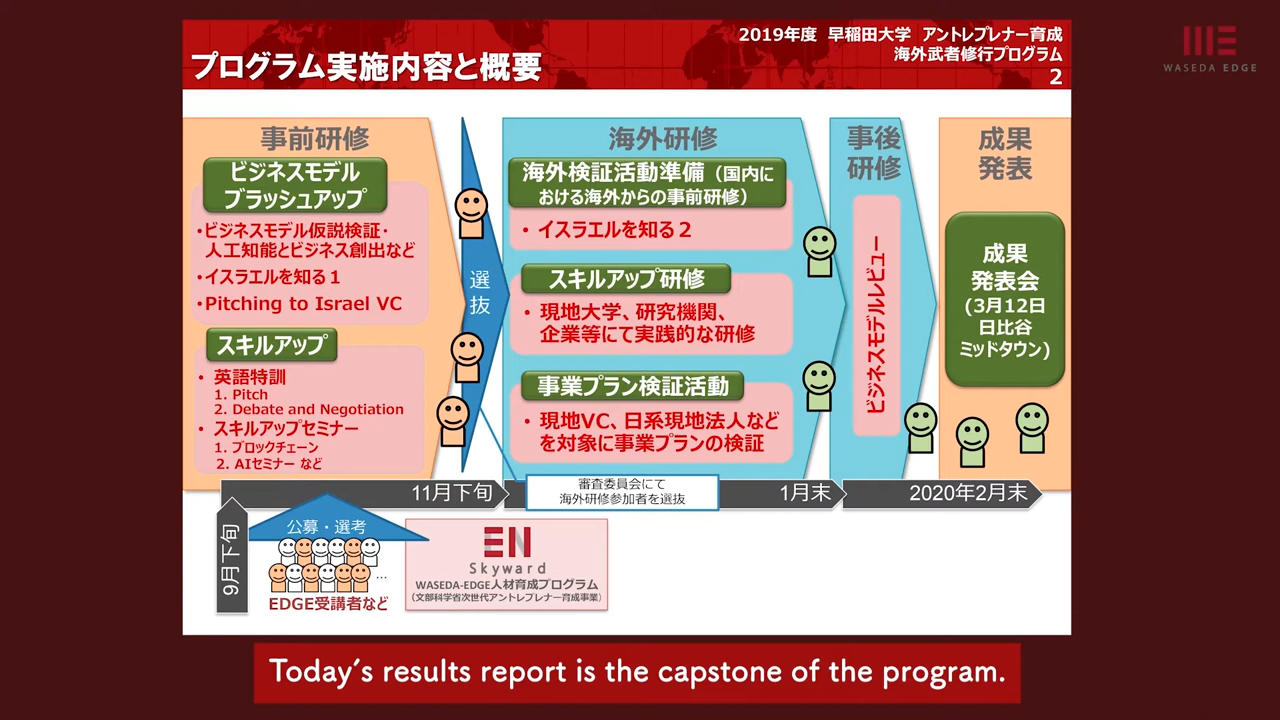 2019年度 早稲田大学 アントレプレナー育成
海外武者修行プログラム
2
WASEDA EDGE
プログラム実施内容と概要
事前研修
ビジネスモデル
ブラッシュアップ
・ビジネスモデル仮説検証・
人工知能とビジネス創出など
・イスラエルを知る１
・Pitching to Israel VC
スキルアップ
・ 英語特訓
1. Pitch
2. Debate and Negotiation
・ スキルアップセミナー
1. ブロックチェーン
2. AIセミナー など
選
抜
海外研修
海外検証活動準備（国内に
おける海外からの事前研修）
・ イスラエルを知る２
スキルアップ研修
・ 現地大学、研究機関、
企業等にて実践的な研修
事業プラン検証活動
・ 現地VC、日系現地法人など
を対象に事業プランの検証
事後
研修
ビジネスモデルレビュー
成果
発表
成果
発表会
(3月12日
日比谷
ミッドタウン)
9月下旬
11月下旬
審査委員会にて
海外研修参加者を選抜
1月末
2020年2月末
公募・選考
...
EDGE受講者など
EN
Skyward
WASEDA-EDGE人材育成プログラム
（文部科学省次世代アントレプレナー育成事業）
Today's results report is the capstone of the program.